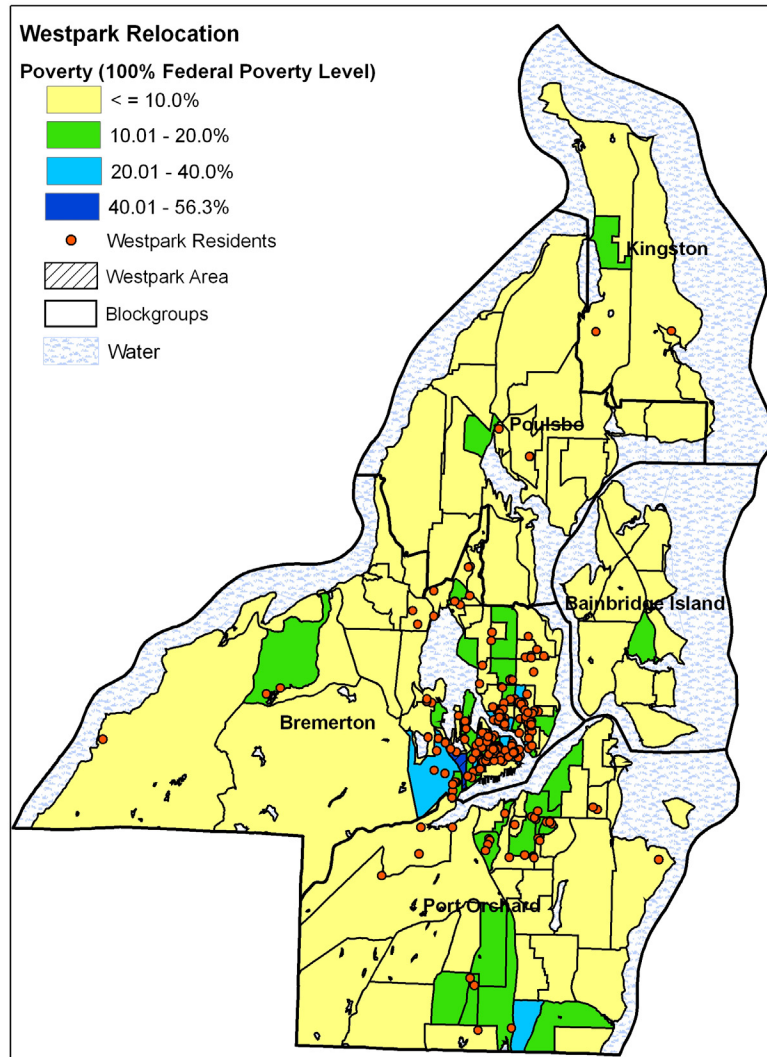 Westpark Relocation
Poverty (100% Federal Poverty Level)
< = 10.0%
10.01 - 20.0%
20.01 - 40.0%
40.01 - 56.3%
Westpark Residents
Westpark Area
Blockgroups
Water
Kingston
Poulsbo
Bainbridge Island
Bremerton
Port Orchard